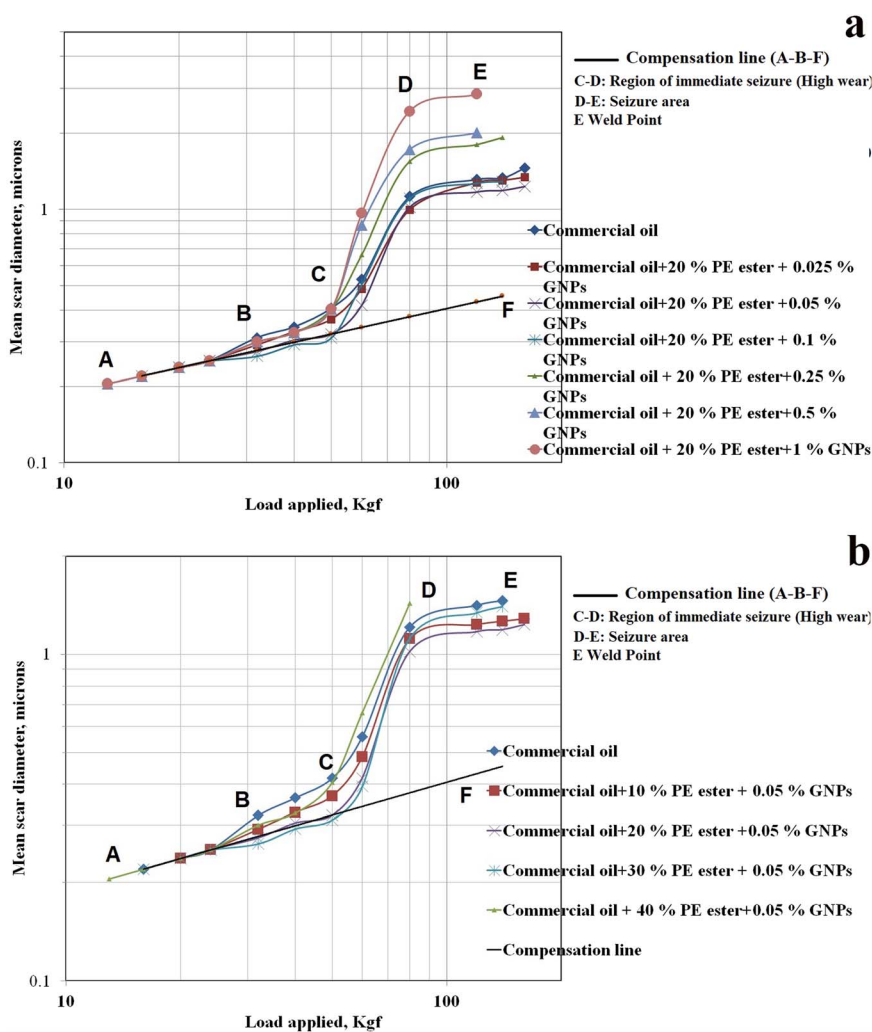 a
Compensation line (A-B-F)
C-D: Region of immediate seizure (High wear)
D-E: Seizure area
E Weld Point
Mean scar diameter, microns
1
0.1
10
100
Load applied, Kgf
A
B
C
D
E
F
Commercial oil
Commercial oil+20 % PE ester + 0.025 %
GNPs
Commercial oil+20 % PE ester +0.05 %
GNPs
Commercial oil+20 % PE ester + 0.1 %
GNPs
Commercial oil + 20 % PE ester+0.25 %
GNPs
Commercial oil + 20 % PE ester+0.5 %
GNPs
Commercial oil + 20 % PE ester+1 % GNPs
b
Compensation line (A-B-F)
C-D: Region of immediate seizure (High wear)
D-E: Seizure area
E Weld Point
Mean scar diameter, microns
1
0.1
10
100
Load applied, Kgf
A
B
C
D
E
F
Commercial oil
Commercial oil+10 % PE ester + 0.05 % GNPs
Commercial oil+20 % PE ester +0.05 % GNPs
Commercial oil+30 % PE ester + 0.05 % GNPs
Commercial oil + 40 % PE ester+0.05 % GNPs
Compensation line